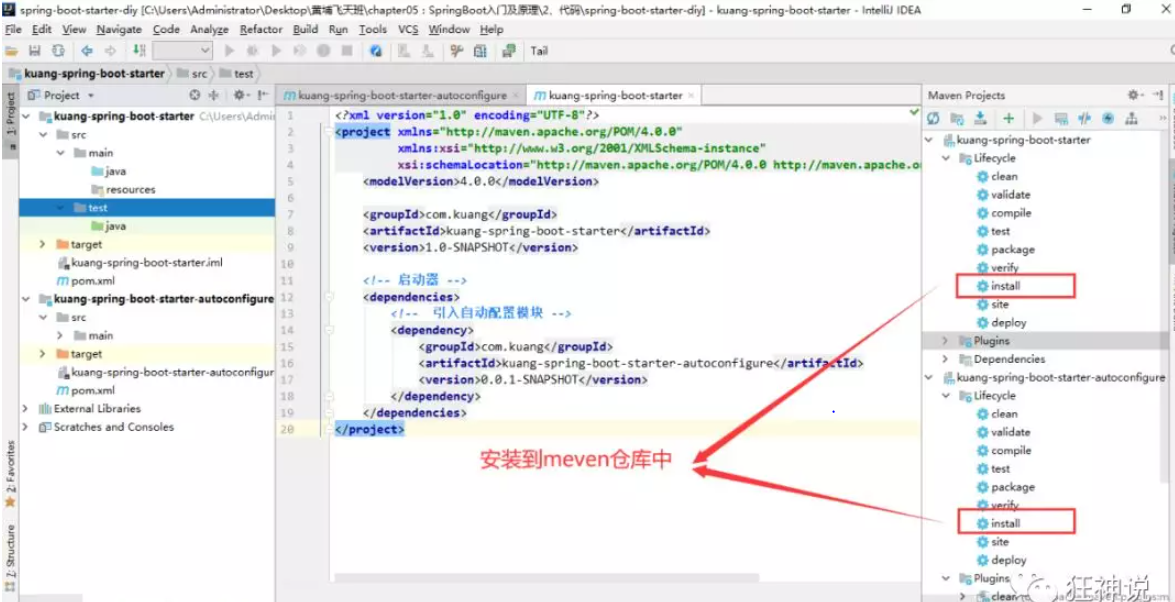 spring-boot-starter-diy [C:\Users\Administrator\Desktop\黄埔飞天班\chapter05：SpringBoot入门及原理\2、代码\spring-boot-starter-diy] - kuang-spring-boot-starter - IntelliJ IDEA
File Edit View Navigate Code Analyze Refactor Build Run Tools VCS Window Help
Tail
kuang-spring-boot-starter src test
1: Project
Project
kuang-spring-boot-starter C:\Users\Admini
src
main
java
resources
test
java
target
kuang-spring-boot-starter.iml
pom.xml
kuang-spring-boot-starter-autoconfigure
src
main
target
kuang-spring-boot-starter-autoconfigur
pom.xml
External Libraries
Scratches and Consoles
2: Favorites
7: Structure
kuang-spring-boot-starter-autoconfigure kuang-spring-boot-starter
1 <?xml version="1.0" encoding="UTF-8"?>
2 <project xmlns="http://maven.apache.org/POM/4.0.0"
3 xmlns:xsi="http://www.w3.org/2001/XMLSchema-instance"
4 xsi:schemaLocation="http://maven.apache.org/POM/4.0.0 http://maven.apache.or
5 <modelVersion>4.0.0</modelVersion>
6
7 <groupId>com.kuang</groupId>
8 <artifactId>kuang-spring-boot-starter</artifactId>
9 <version>1.0-SNAPSHOT</version>
10
11 <!-- 启动器 -->
12 <dependencies>
13 <!-- 引入自动配置模块 -->
14 <dependency>
15 <groupId>com.kuang</groupId>
16 <artifactId>kuang-spring-boot-starter-autoconfigure</artifactId>
17 <version>0.0.1-SNAPSHOT</version>
18 </dependency>
19 </dependencies>
20 </project>
安装到meven仓库中
Maven Projects
kuang-spring-boot-starter
Lifecycle
clean
validate
compile
test
package
verify
install
site
deploy
Plugins
Dependencies
kuang-spring-boot-starter-autoconfigure
Lifecycle
clean
validate
compile
test
package
verify
install
site
deploy
Plugins
clean
狂神说